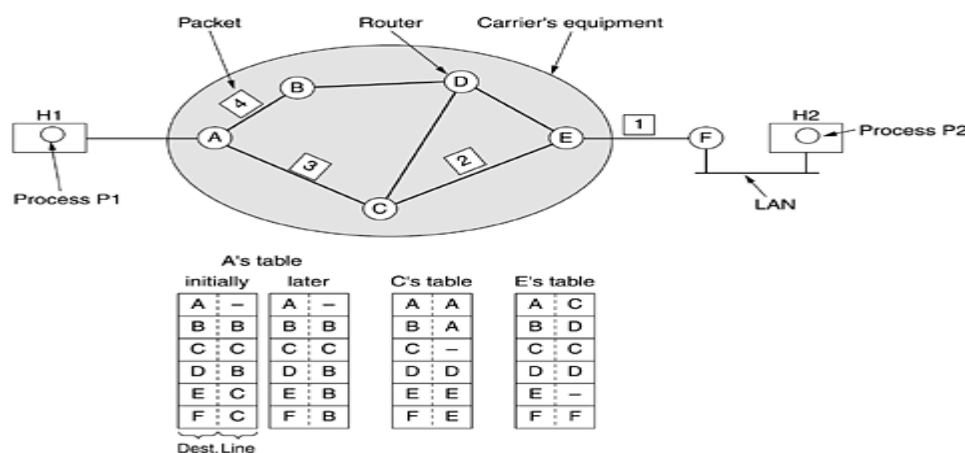 Packet Router Carrier's equipment
B D
4
H1 1 H2
A E F Process P2
3 2
Process P1 C LAN
A's table
initially later C's table E's table
A – A – A A A C
B B B B B A B D
C C C C C – C C
D B D B D D D D
E C E B E E E –
F C F B F E F F
Dest. Line